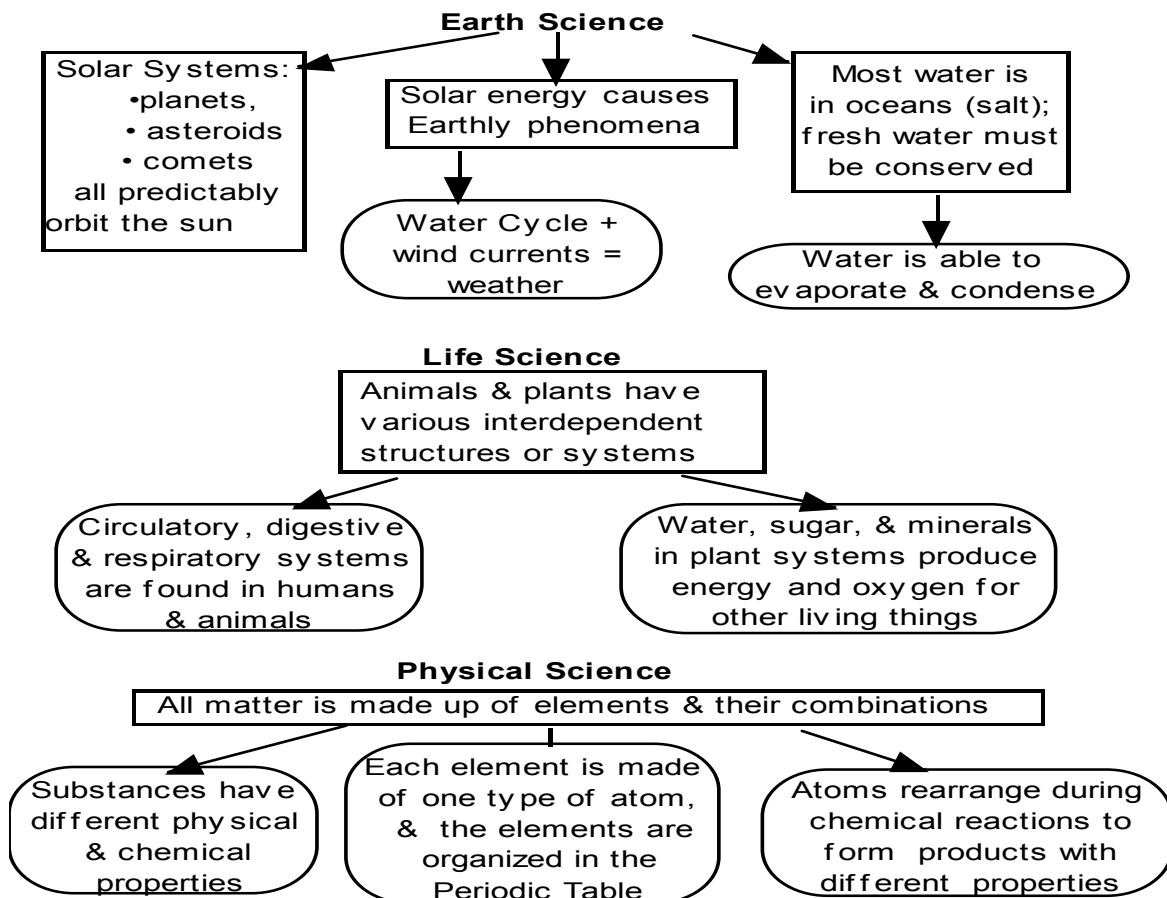 Earth Science
Solar Systems:
•planets,
• asteroids
• comets
all predictably
orbit the sun
Solar energy causes
Earthly phenomena
Water Cycle +
wind currents =
weather
Most water is
in oceans (salt);
fresh water must
be conserved
Water is able to
evaporate & condense
Life Science
Animals & plants have
various interdependent
structures or systems
Circulatory, digestive
& respiratory systems
are found in humans
& animals
Water, sugar, & minerals
in plant systems produce
energy and oxygen for
other living things
Physical Science
All matter is made up of elements & their combinations
Substances have
different physical
& chemical
properties
Each element is made
of one type of atom,
& the elements are
organized in the
Periodic Table
Atoms rearrange during
chemical reactions to
form products with
different properties